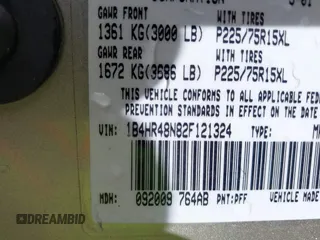 GAWR FRONT WITH TIRES
1361 KG(3000 LB) P225/75R15XL
GAWR REAR WITH TIRES
1672 KG(3686 LB) P225/75R15XL
THIS VEHICLE CONFORMS TO ALL APPLICABLE FEDERAL
PREVENTION STANDARDS IN EFFECT ON THE
VIN: 1B4HR48N82F121324 TYPE:
MDH: 092009 764AB PNT:PFF VEHICLE MADE
DREAMBID